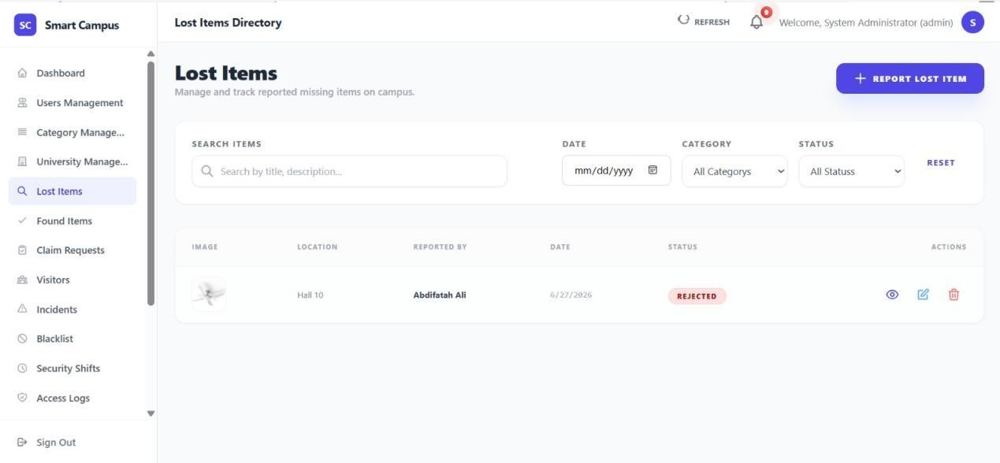 SC Smart Campus
Dashboard
Users Management
Category Manage...
University Manage...
Lost Items
Found Items
Claim Requests
Visitors
Incidents
Blacklist
Security Shifts
Access Logs
Sign Out
Lost Items Directory
REFRESH
9
Welcome, System Administrator (admin)
S
Lost Items
Manage and track reported missing items on campus.
REPORT LOST ITEM
SEARCH ITEMS
Search by title, description...
DATE
mm/dd/yyyy
CATEGORY
All Categorys
STATUS
All Statuss
RESET
IMAGE LOCATION REPORTED BY DATE STATUS ACTIONS
Hall 10 Abdifatah Ali 6/27/2026 REJECTED